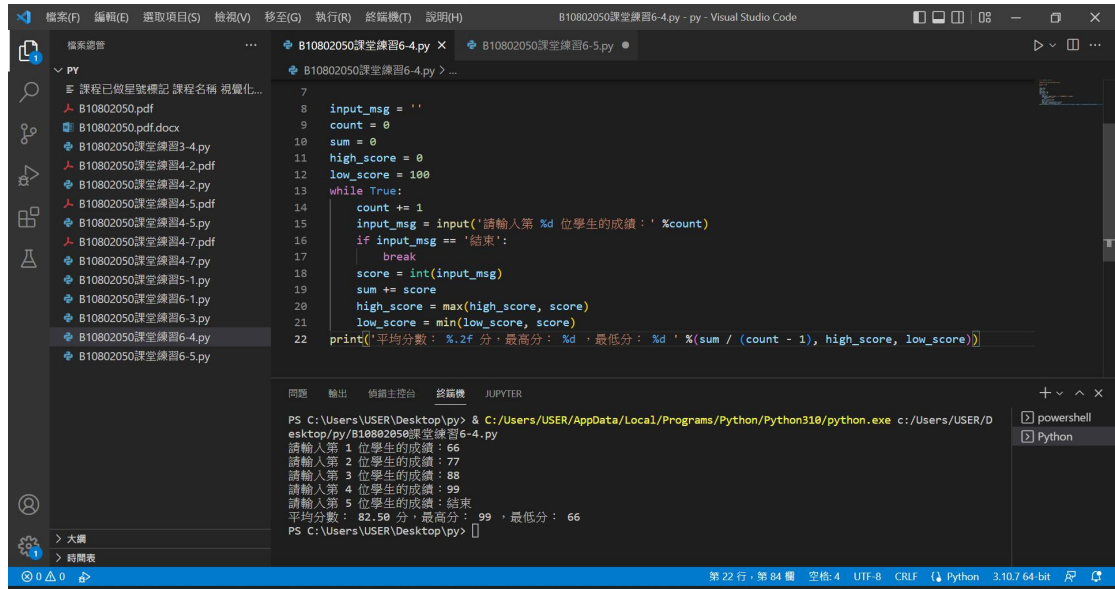 檔案(F) 編輯(E) 選取項目(S) 檢視(V) 移至(G) 執行(R) 終端機(T) 說明(H) B10802050課堂練習6-4.py - py - Visual Studio Code
檔案總管
PY
課程已做星號標記 課程名稱 視覺化...
B10802050.pdf
B10802050.pdf.docx
B10802050課堂練習3-4.py
B10802050課堂練習4-2.pdf
B10802050課堂練習4-2.py
B10802050課堂練習4-5.pdf
B10802050課堂練習4-5.py
B10802050課堂練習4-7.pdf
B10802050課堂練習4-7.py
B10802050課堂練習5-1.py
B10802050課堂練習6-1.py
B10802050課堂練習6-3.py
B10802050課堂練習6-4.py
B10802050課堂練習6-5.py
大綱
時間表
B10802050課堂練習6-4.py B10802050課堂練習6-5.py
B10802050課堂練習6-4.py > ...
7
8 input_msg = ''
9 count = 0
10 sum = 0
11 high_score = 0
12 low_score = 100
13 while True:
14 count += 1
15 input_msg = input('請輸入第 %d 位學生的成績：' %count)
16 if input_msg == '結束':
17 break
18 score = int(input_msg)
19 sum += score
20 high_score = max(high_score, score)
21 low_score = min(low_score, score)
22 print('平均分數： %.2f 分，最高分： %d ，最低分： %d ' %(sum / (count - 1), high_score, low_score))
問題 輸出 偵錯主控台 終端機 JUPYTER
PS C:\Users\USER\Desktop\py> & C:/Users/USER/AppData/Local/Programs/Python/Python310/python.exe c:/Users/USER/D
esktop/py/B10802050課堂練習6-4.py
請輸入第 1 位學生的成績：66
請輸入第 2 位學生的成績：77
請輸入第 3 位學生的成績：88
請輸入第 4 位學生的成績：99
請輸入第 5 位學生的成績：結束
平均分數： 82.50 分，最高分： 99 ，最低分： 66
PS C:\Users\USER\Desktop\py>
powershell
Python
0 0 第 22 行，第 84 欄 空格: 4 UTF-8 CRLF Python 3.10.7 64-bit